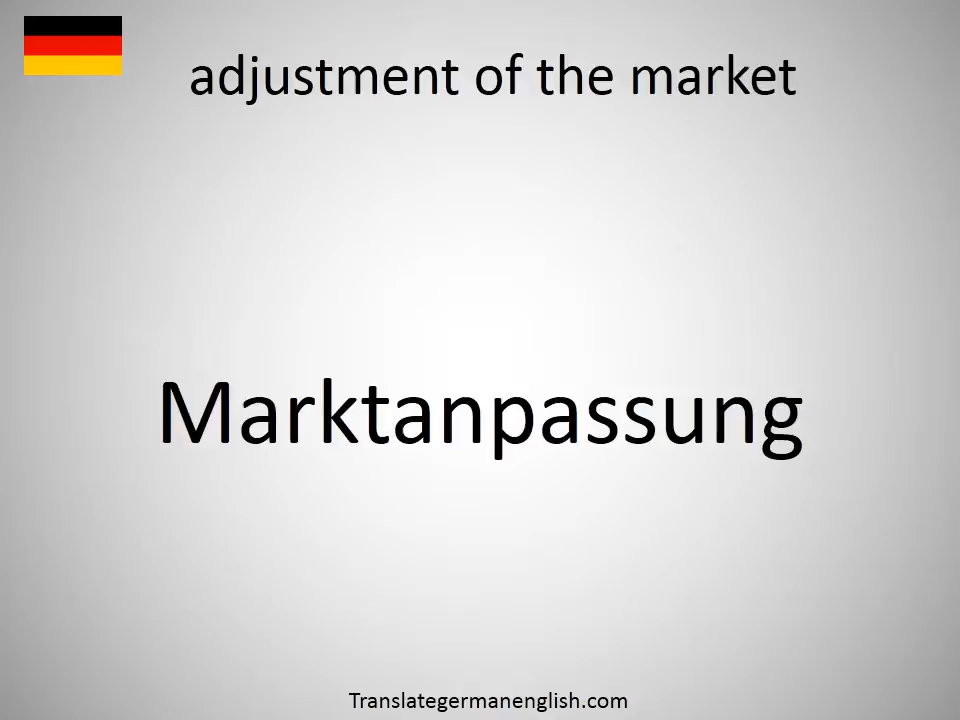 adjustment of the market
Marktanpassung
Translategermanenglish.com